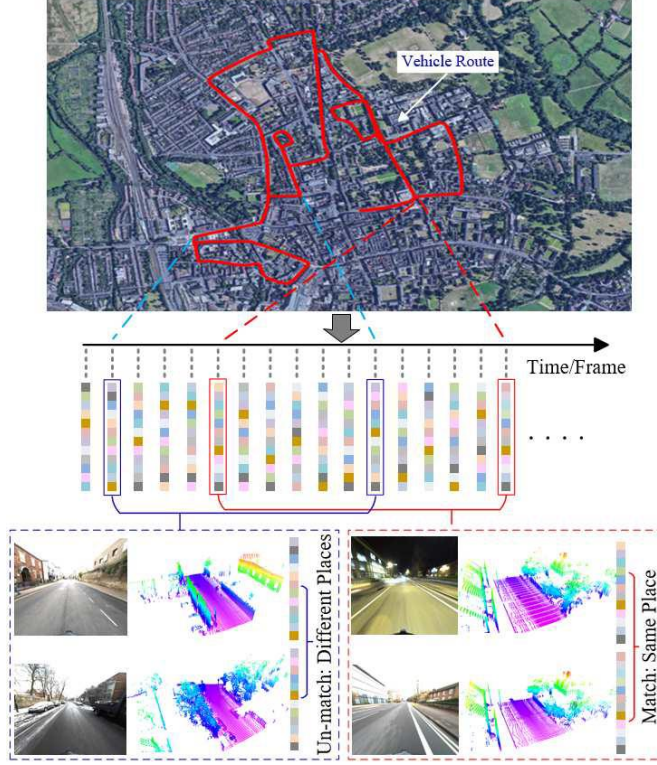 Vehicle Route
Time/Frame
. . . .
Un-match: Different Places
Match: Same Place